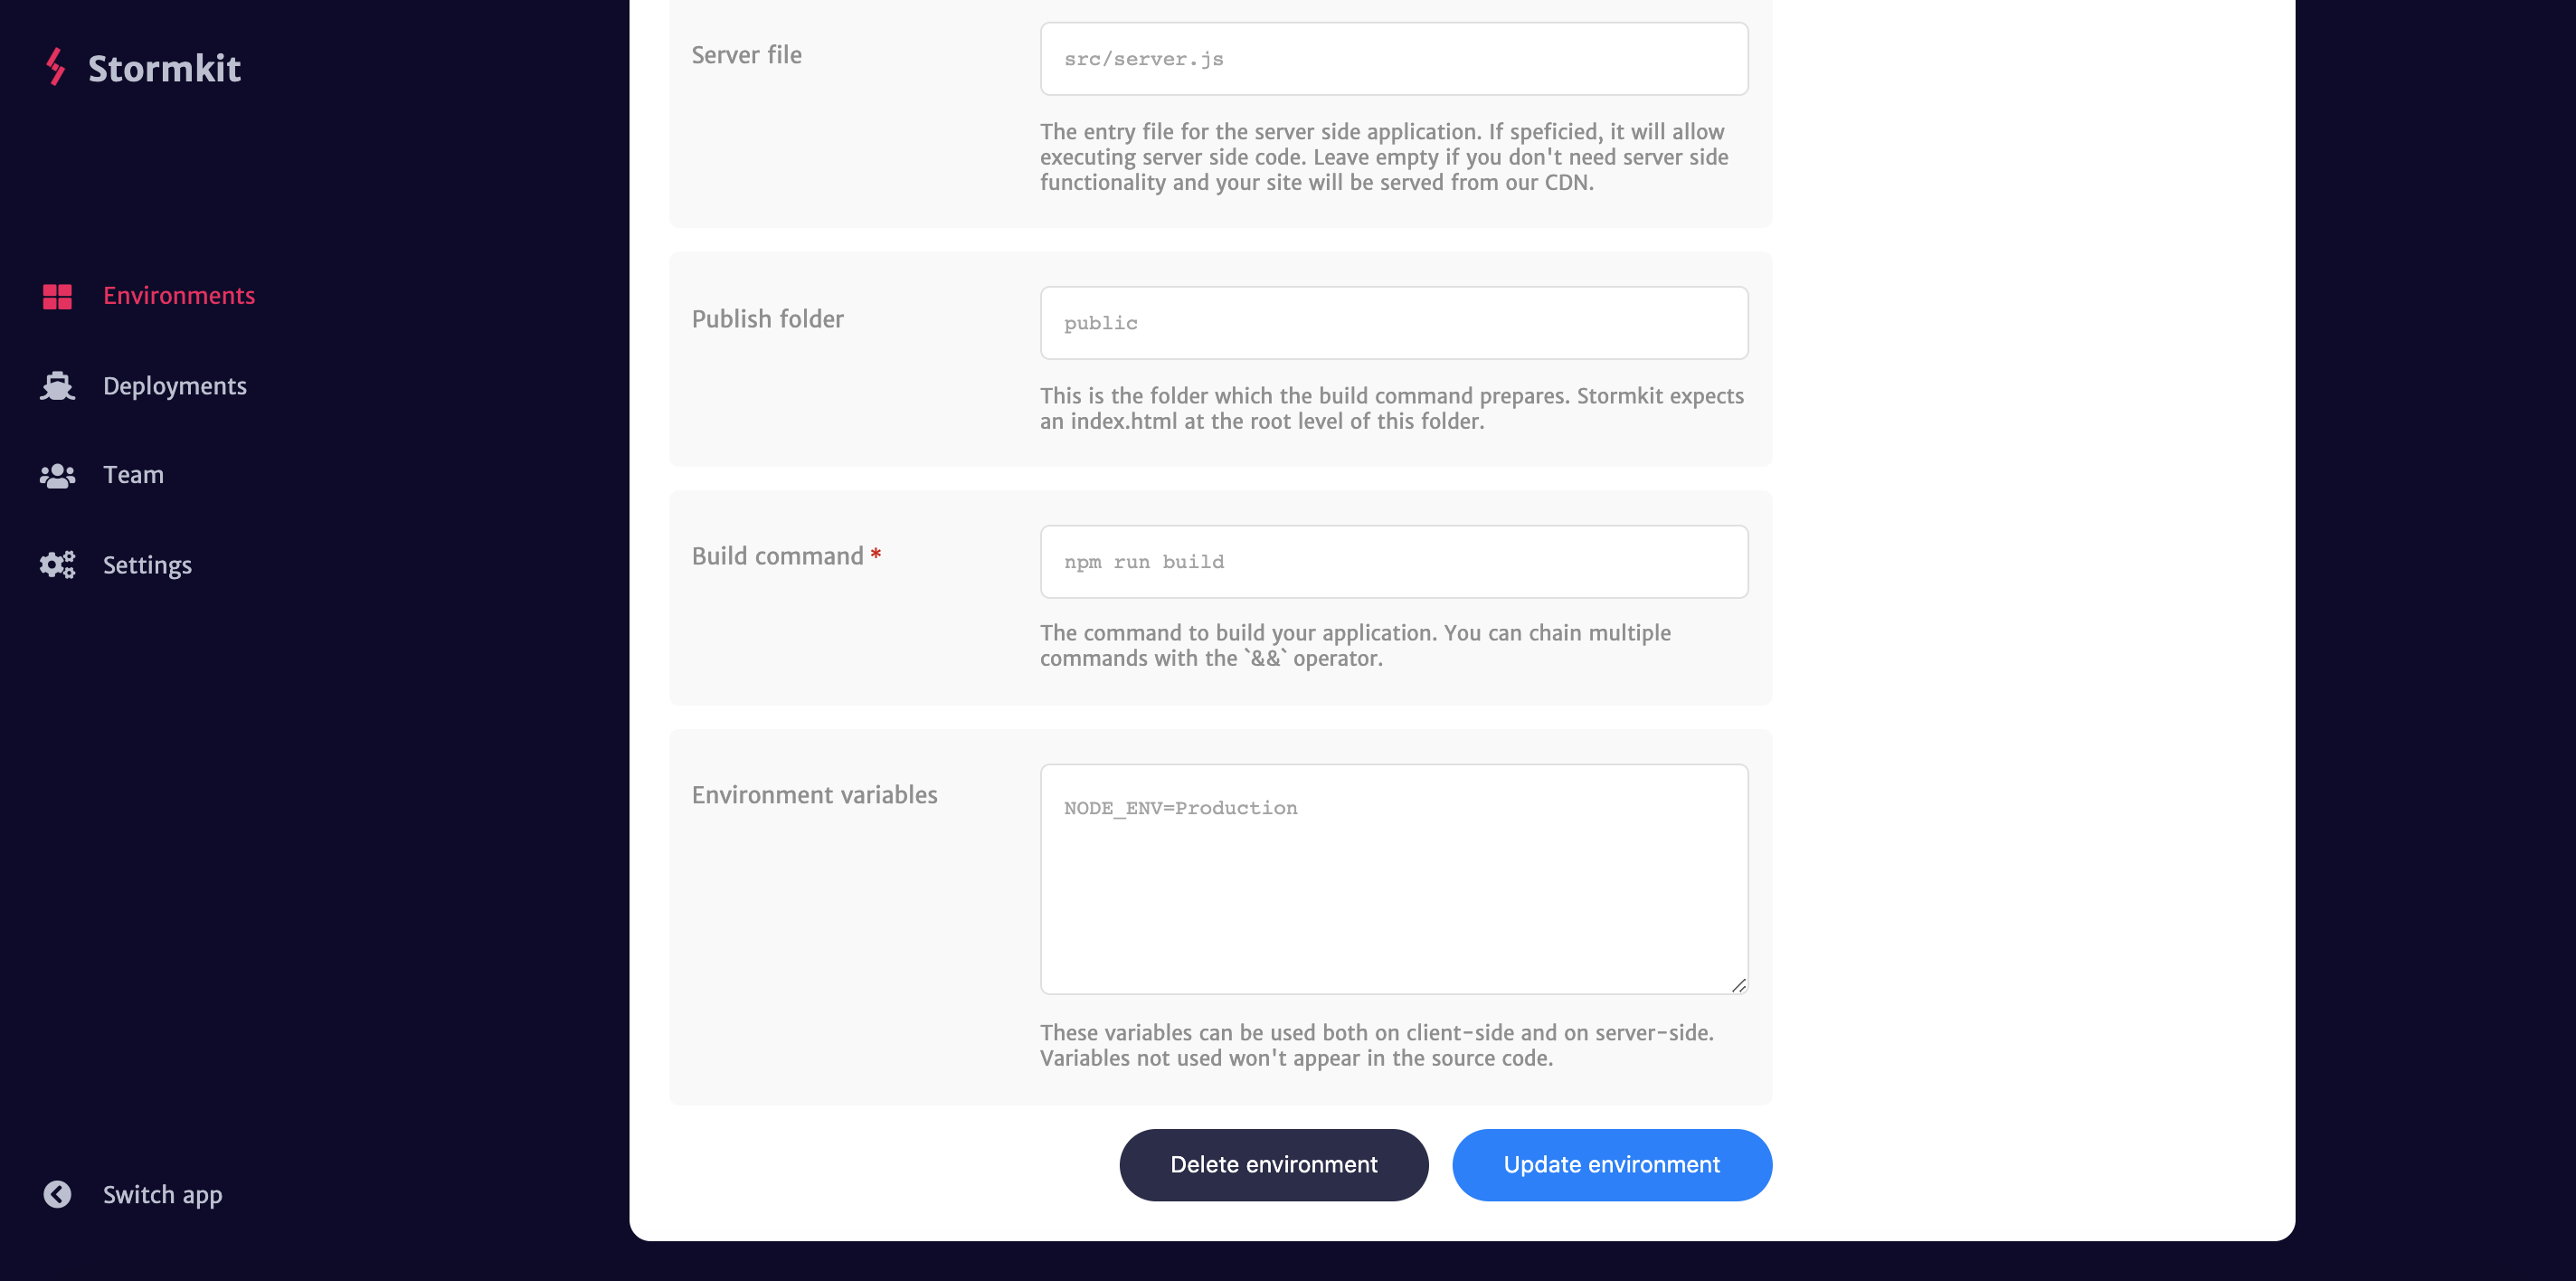 Stormkit
Environments
Deployments
Team
Settings
Switch app
Server file
src/server.js
The entry file for the server side application. If speficied, it will allow
executing server side code. Leave empty if you don't need server side
functionality and your site will be served from our CDN.
Publish folder
public
This is the folder which the build command prepares. Stormkit expects
an index.html at the root level of this folder.
Build command *
npm run build
The command to build your application. You can chain multiple
commands with the `&&` operator.
Environment variables
NODE_ENV=Production
These variables can be used both on client-side and on server-side.
Variables not used won't appear in the source code.
Delete environment
Update environment